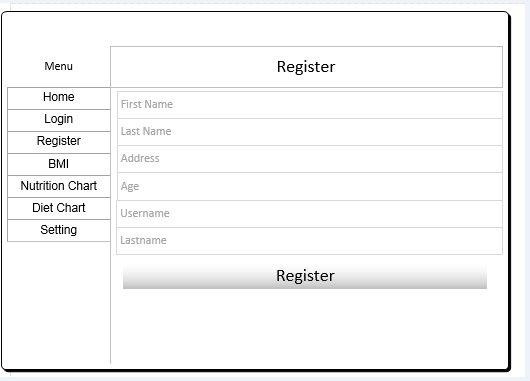 Menu
Home
Login
Register
BMI
Nutrition Chart
Diet Chart
Setting
Register
First Name
Last Name
Address
Age
Username
Lastname
Register